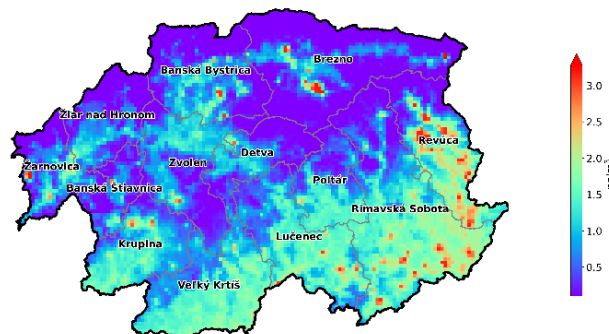 Brezno
Banská Bystrica
Žiar nad Hronom
Revúca
Žarnovica
Zvolen
Detva
Poltár
Banská Štiavnica
Rimavská Sobota
Krupina
Lučenec
Veľký Krtíš
3.0
2.5
2.0
1.5
1.0
0.5